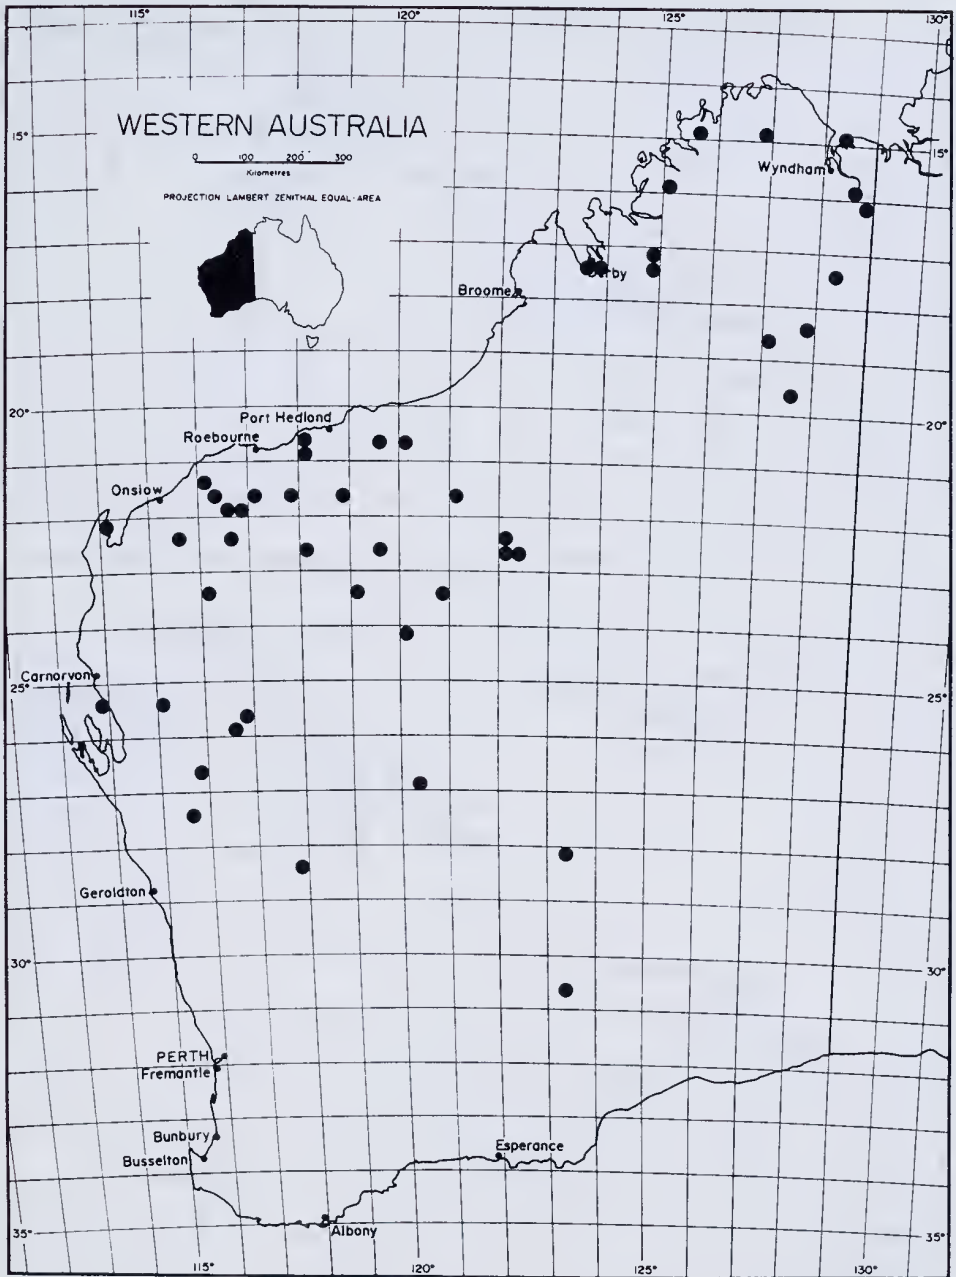 115° 120° 125° 130°
WESTERN AUSTRALIA
0 100 200 300
Kilometres
PROJECTION LAMBERT ZENITHAL EQUAL-AREA
15° 15°
Wyndham
Derby
Broome
20° 20°
Port Hedland
Roebourne
Onslow
Carnarvon
25° 25°
Geraldton
30° 30°
PERTH
Fremantle
Bunbury
Busselton
Esperance
Albany
35° 35°
115° 120° 130°